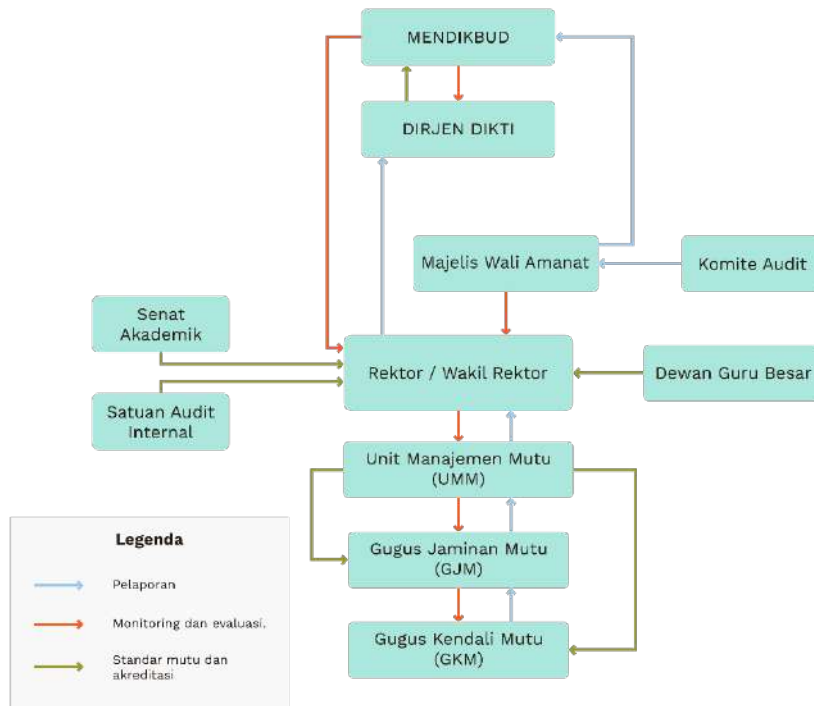 MENDIKBUD
DIRJEN DIKTI
Majelis Wali Amanat
Komite Audit
Senat
Akademik
Rektor / Wakil Rektor
Dewan Guru Besar
Satuan Audit
Internal
Unit Manajemen Mutu
(UMM)
Gugus Jaminan Mutu
(GJM)
Gugus Kendali Mutu
(GKM)
Legenda
Pelaporan
Monitoring dan evaluasi.
Standar mutu dan
akreditasi